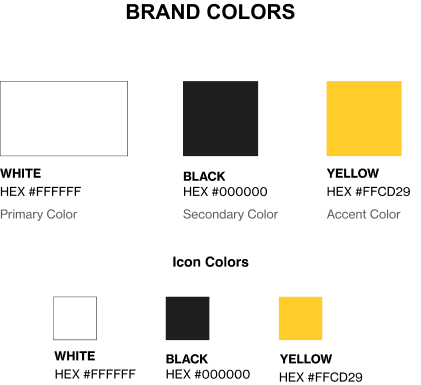 BRAND COLORS
WHITE
HEX #FFFFFF
Primary Color
BLACK
HEX #000000
Secondary Color
YELLOW
HEX #FFCD29
Accent Color
Icon Colors
WHITE
HEX #FFFFFF
BLACK
HEX #000000
YELLOW
HEX #FFCD29